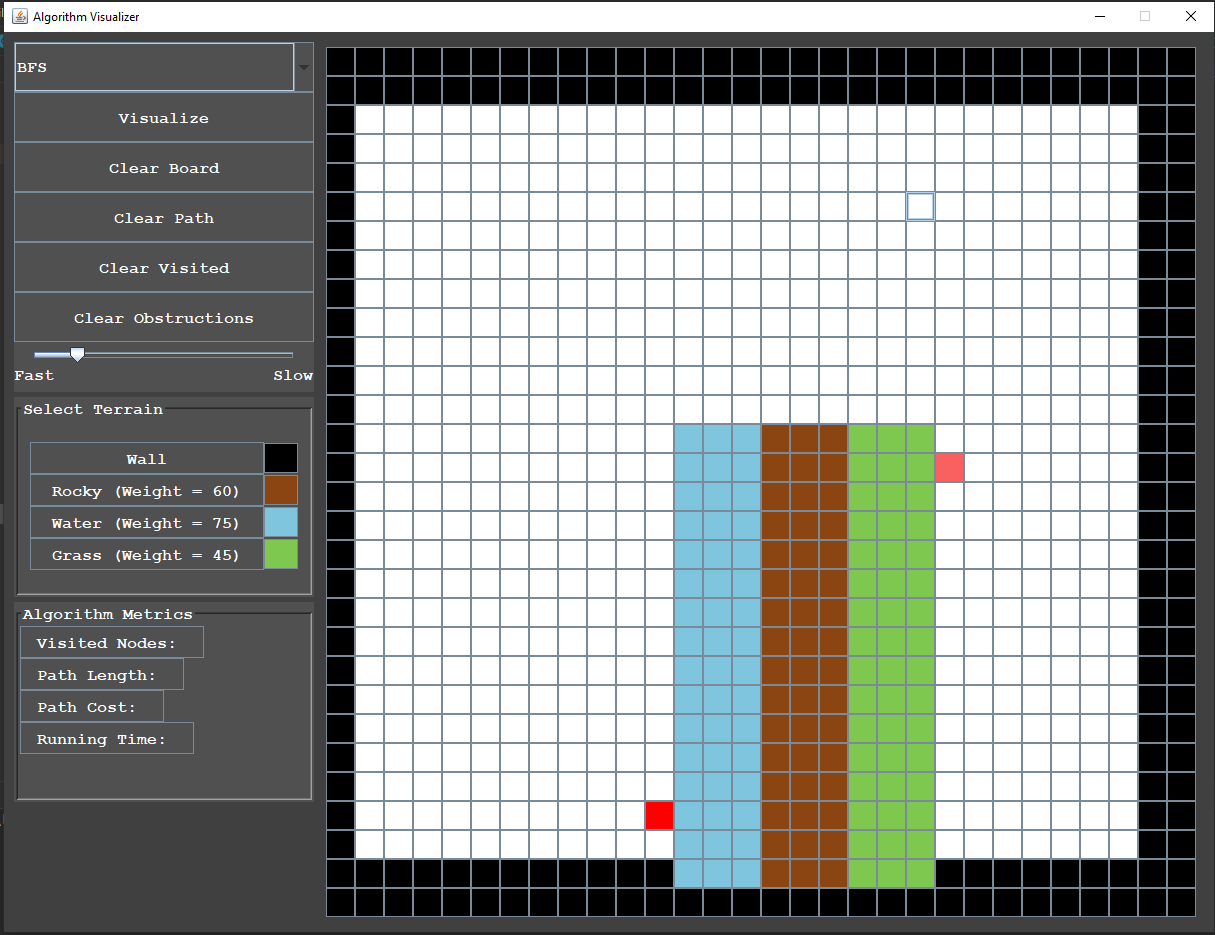 Algorithm Visualizer
BFS
Visualize
Clear Board
Clear Path
Clear Visited
Clear Obstructions
Fast Slow
Select Terrain
Wall
Rocky (Weight = 60)
Water (Weight = 75)
Grass (Weight = 45)
Algorithm Metrics
Visited Nodes:
Path Length:
Path Cost:
Running Time: